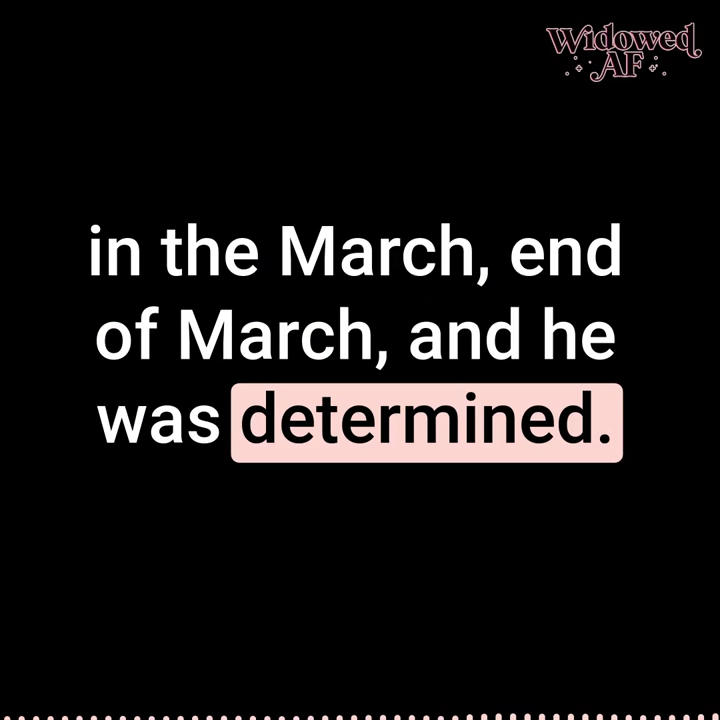 Widowed
AF
in the March, end
of March, and he
was determined.